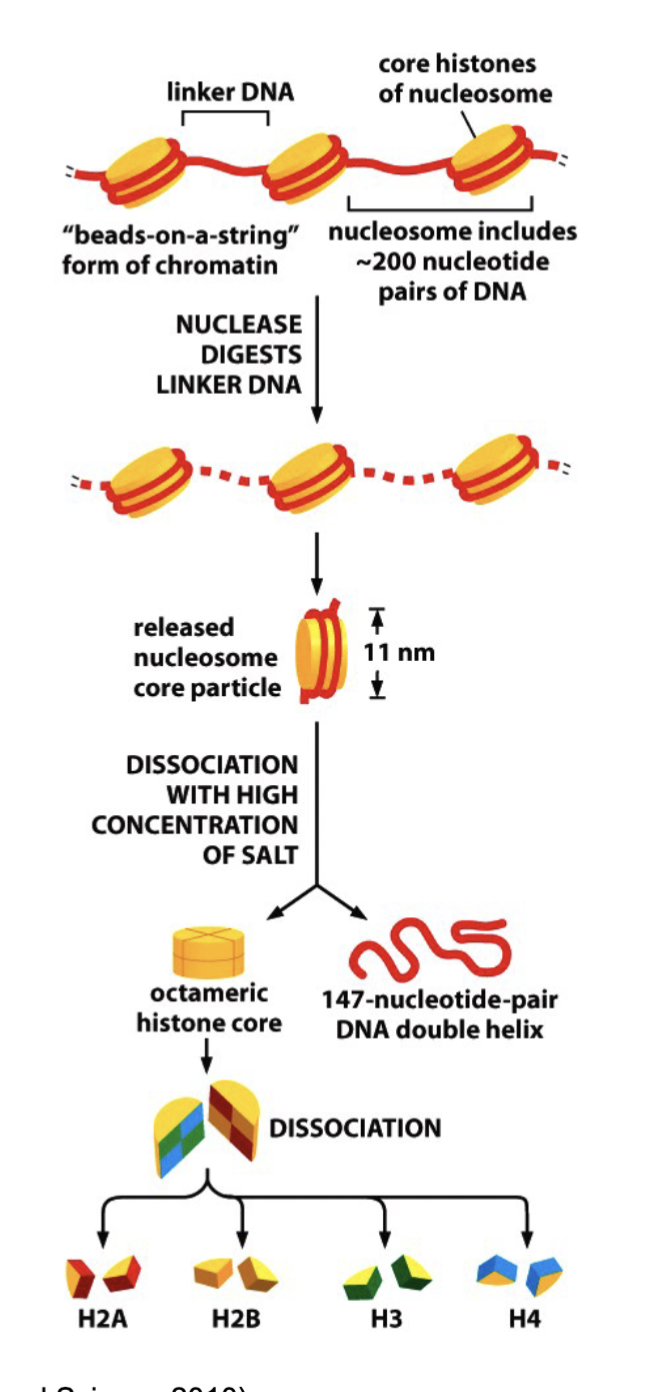 linker DNA
core histones
of nucleosome
“beads-on-a-string”
form of chromatin
nucleosome includes
~200 nucleotide
pairs of DNA
NUCLEASE
DIGESTS
LINKER DNA
released
nucleosome
core particle
11 nm
DISSOCIATION
WITH HIGH
CONCENTRATION
OF SALT
octameric
histone core
147-nucleotide-pair
DNA double helix
DISSOCIATION
H2A
H2B
H3
H4